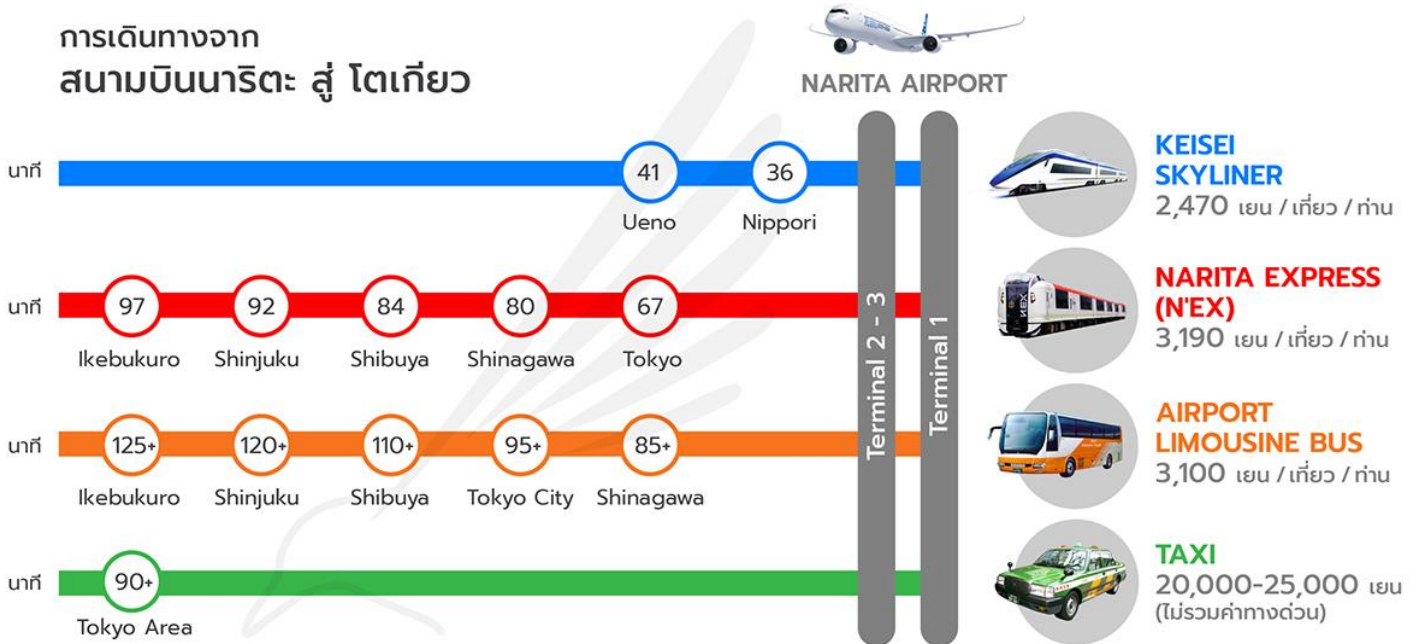 การเดินทางจาก
สนามบินนาริตะ สู่ โตเกียว
NARITA AIRPORT
Terminal 2 - 3
Terminal 1
นาที
41
36
Ueno
Nippori
KEISEI
SKYLINER
2,470 เยน / เที่ยว / ท่าน
นาที
97
92
84
80
67
Ikebukuro
Shinjuku
Shibuya
Shinagawa
Tokyo
NARITA EXPRESS
(N'EX)
3,190 เยน / เที่ยว / ท่าน
นาที
125+
120+
110+
95+
85+
Ikebukuro
Shinjuku
Shibuya
Tokyo City
Shinagawa
AIRPORT
LIMOUSINE BUS
3,100 เยน / เที่ยว / ท่าน
นาที
90+
Tokyo Area
TAXI
20,000-25,000 เยน
(ไม่รวมค่าทางด่วน)